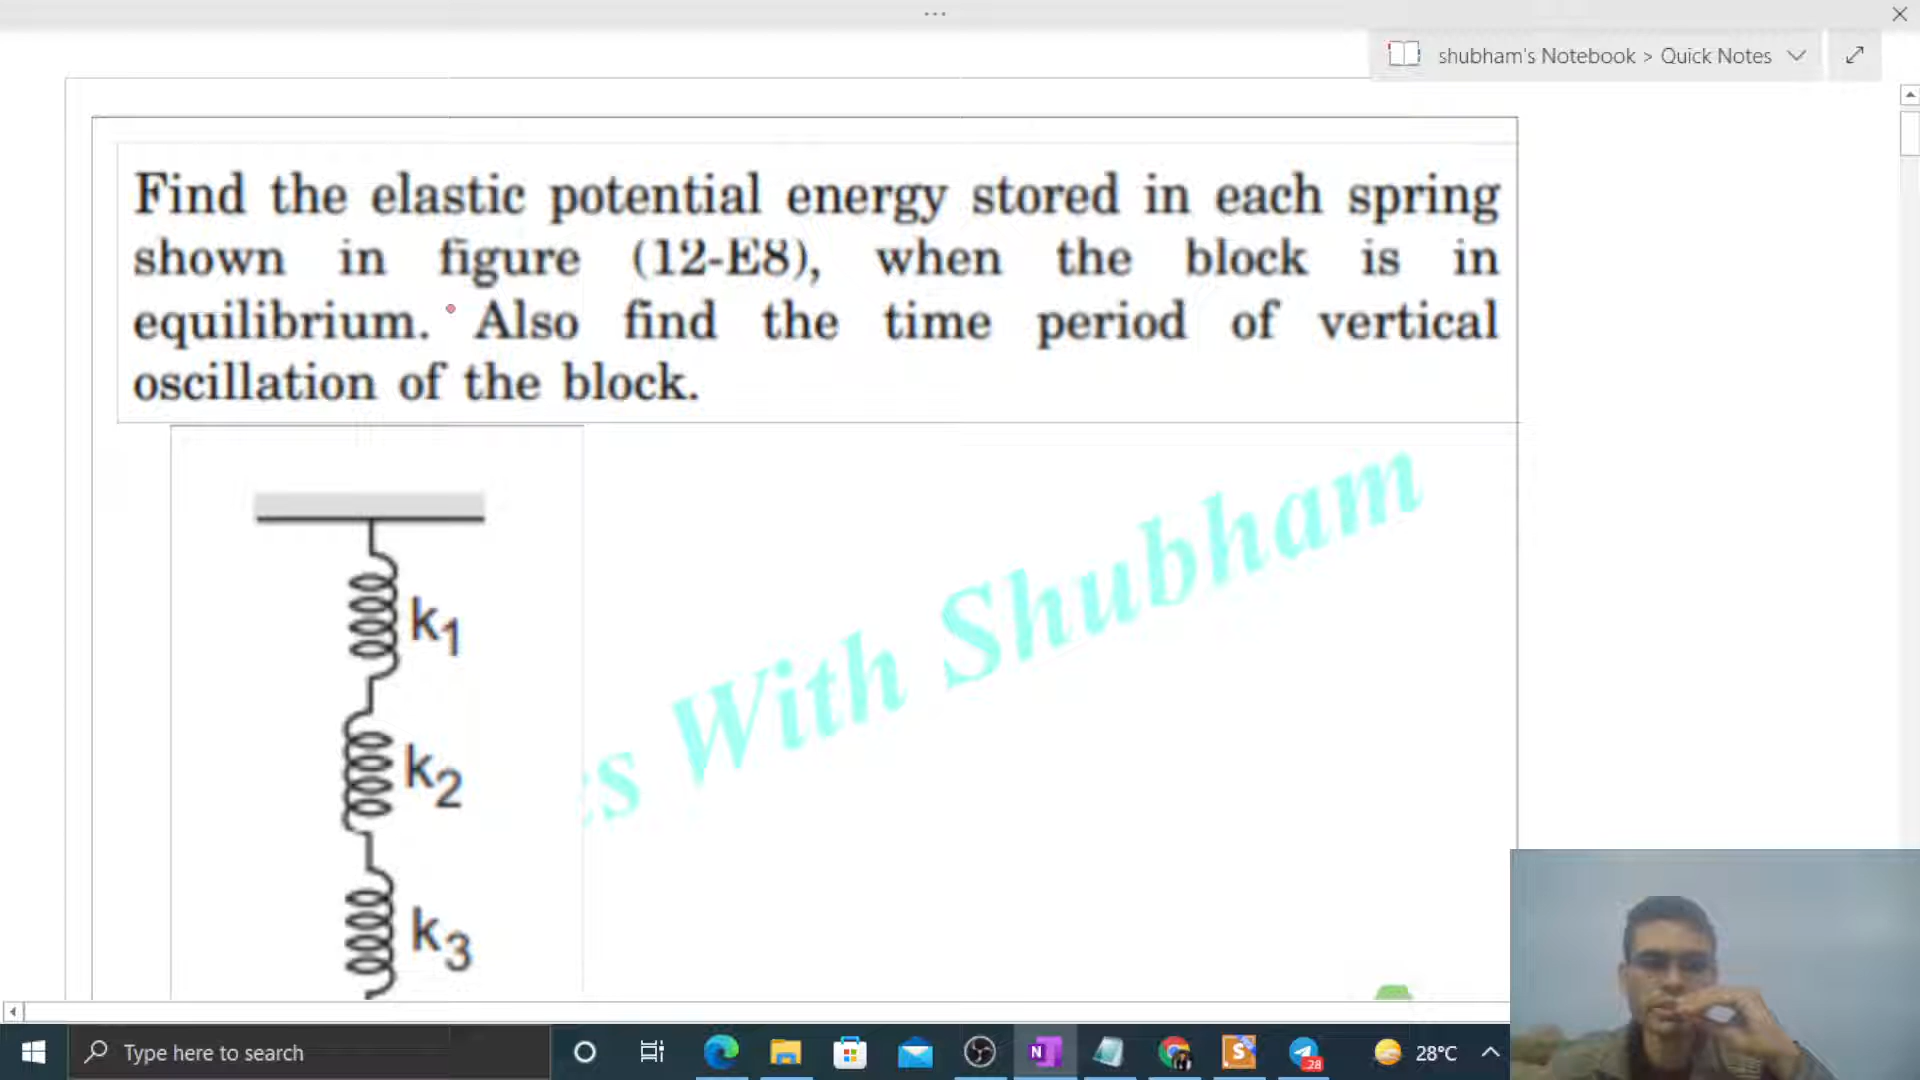 ...
shubham's Notebook > Quick Notes
Find the elastic potential energy stored in each spring
shown in figure (12-E8), when the block is in
equilibrium. Also find the time period of vertical
oscillation of the block.
s With Shubham
k1
k2
k3
Type here to search
N
S
28
28°C